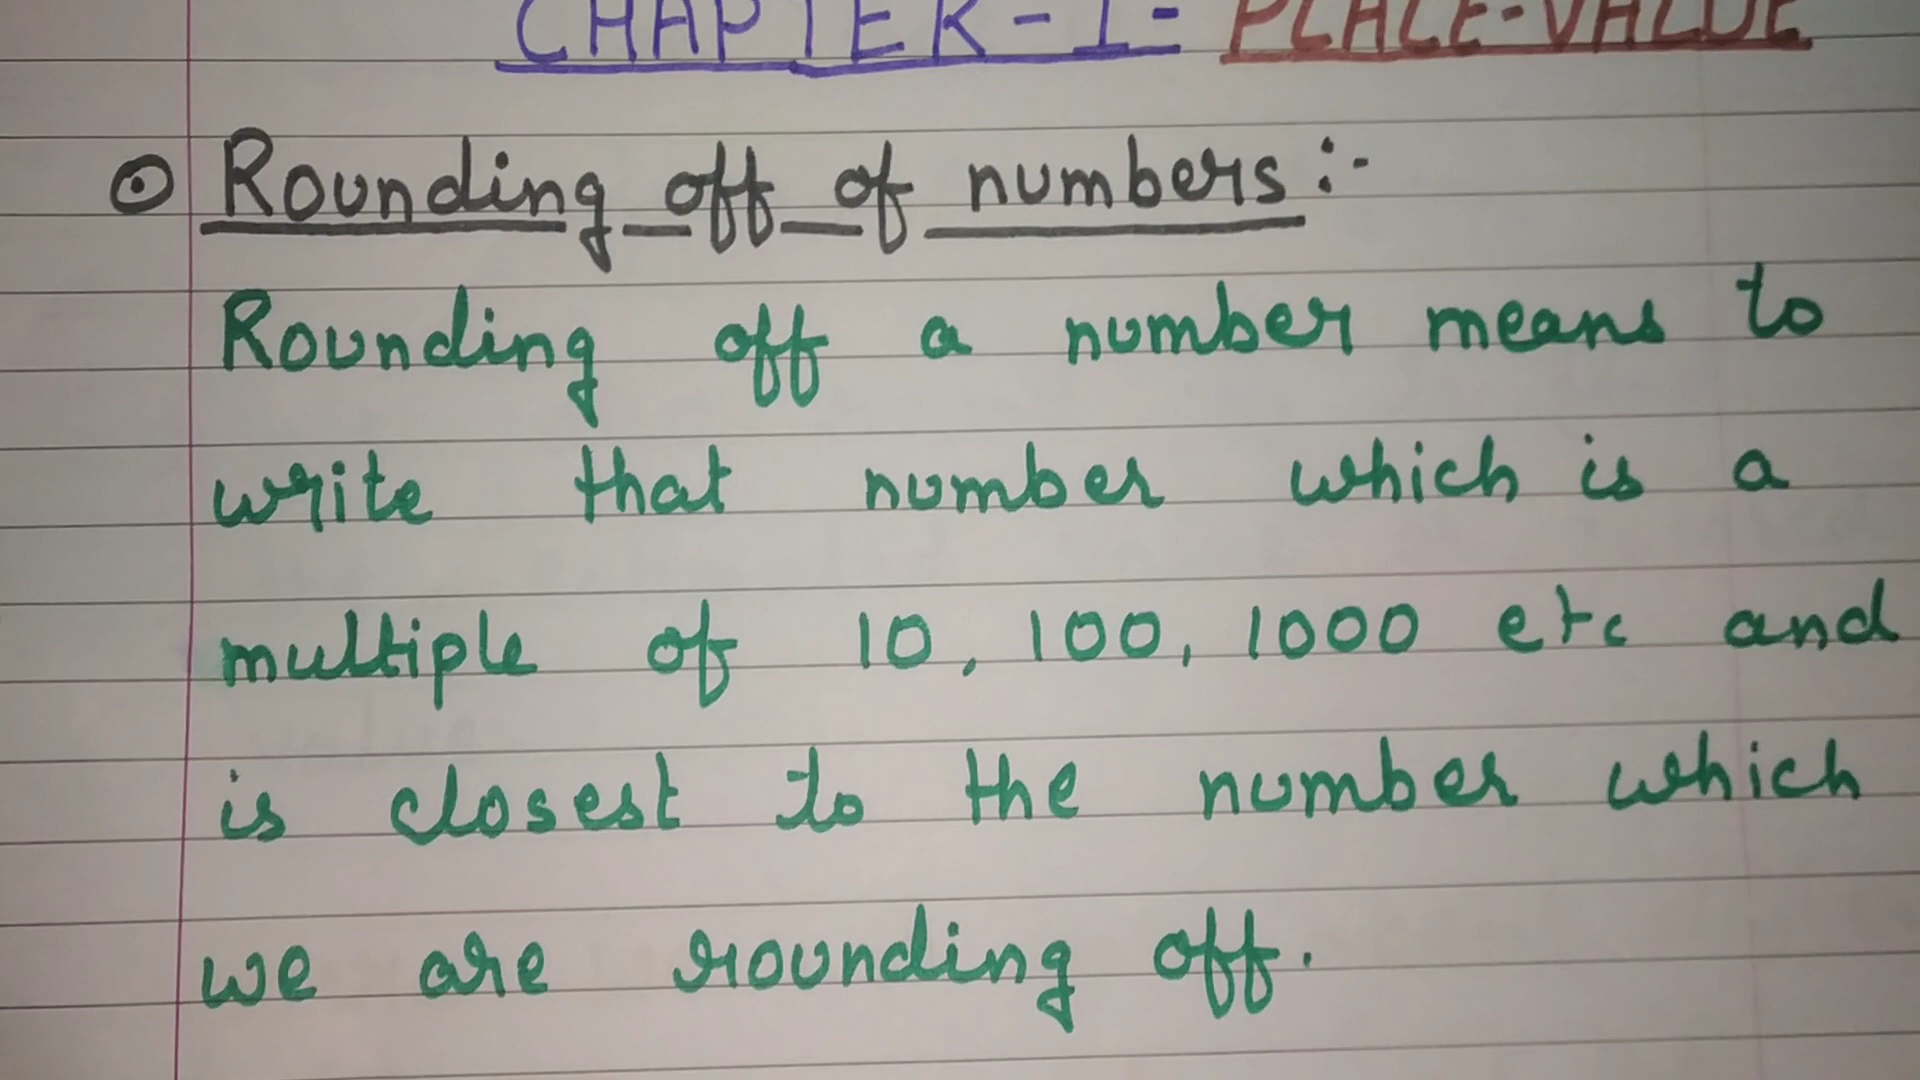 CHAPTER-1- PLACE-VALUE
Rounding off of numbers:-
Rounding off a number means to
write that number which is a
multiple of 10, 100, 1000 etc and
is closest to the number which
we are rounding off.